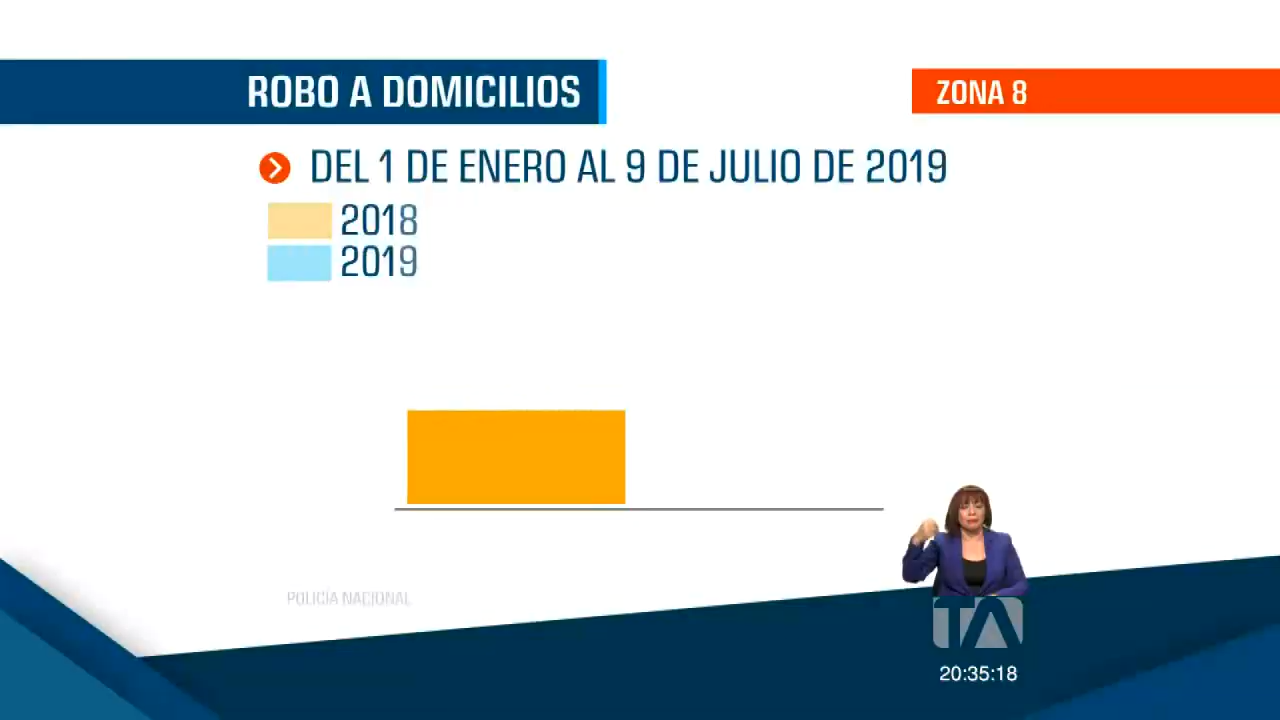 ROBO A DOMICILIOS
ZONA 8
DEL 1 DE ENERO AL 9 DE JULIO DE 2019
2018
2019
POLICÍA NACIONAL
TA
20:35:18